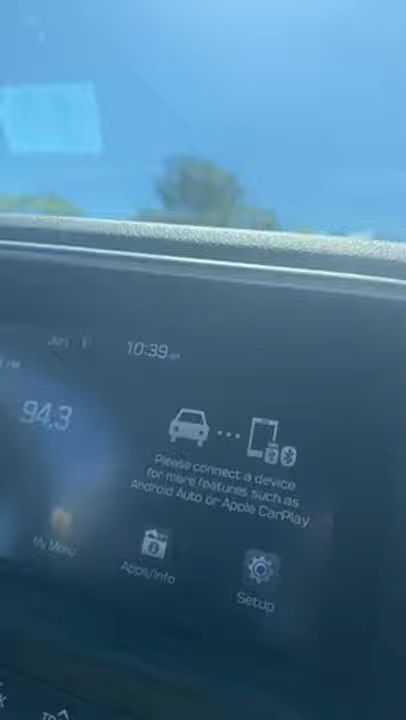 10:39
94.3
Please connect a device
for more features such as
Android Auto or Apple CarPlay.
My Menu
Apps/Info
Setup